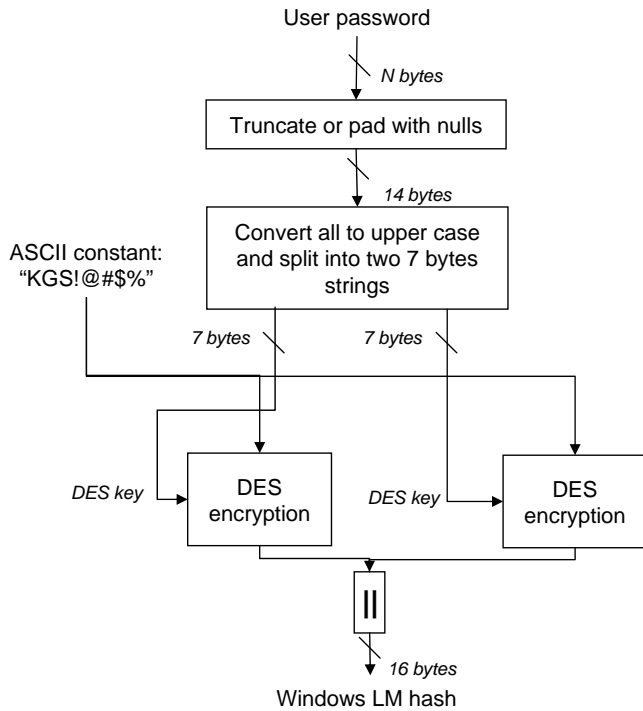 User password
N bytes
Truncate or pad with nulls
14 bytes
Convert all to upper case
and split into two 7 bytes
strings
ASCII constant:
“KGS!@#$%”
7 bytes
7 bytes
DES key
DES
encryption
DES key
DES
encryption
||
16 bytes
Windows LM hash